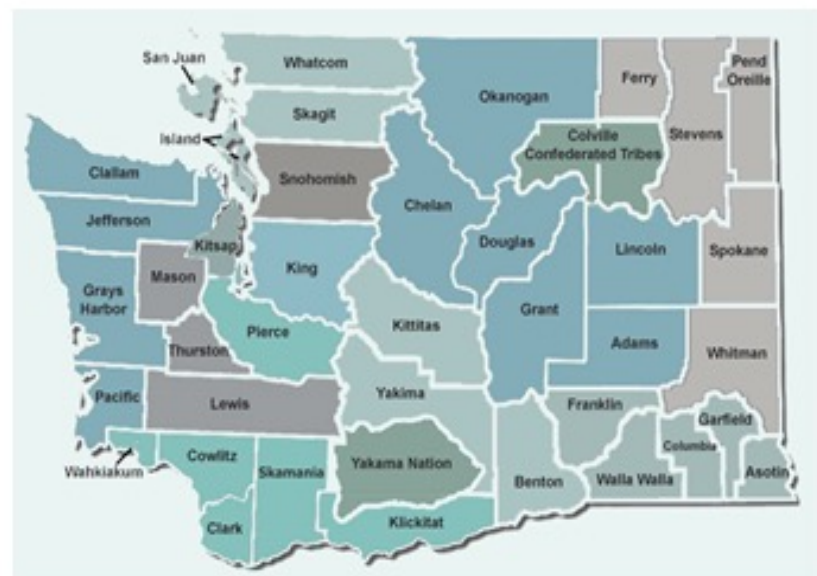 San Juan
Whatcom
Okanogan
Ferry
Pend
Oreille
Skagit
Island
Stevens
Colville
Confederated Tribes
Clallam
Snohomish
Chelan
Jefferson
Kitsap
Douglas
Lincoln
Spokane
Mason
King
Grays
Harbor
Grant
Pierce
Kittitas
Thurston
Adams
Whitman
Pacific
Lewis
Yakima
Franklin
Garfield
Columbia
Wahkiakum
Cowlitz
Skamania
Yakama Nation
Benton
Walla Walla
Asotin
Clark
Klickitat